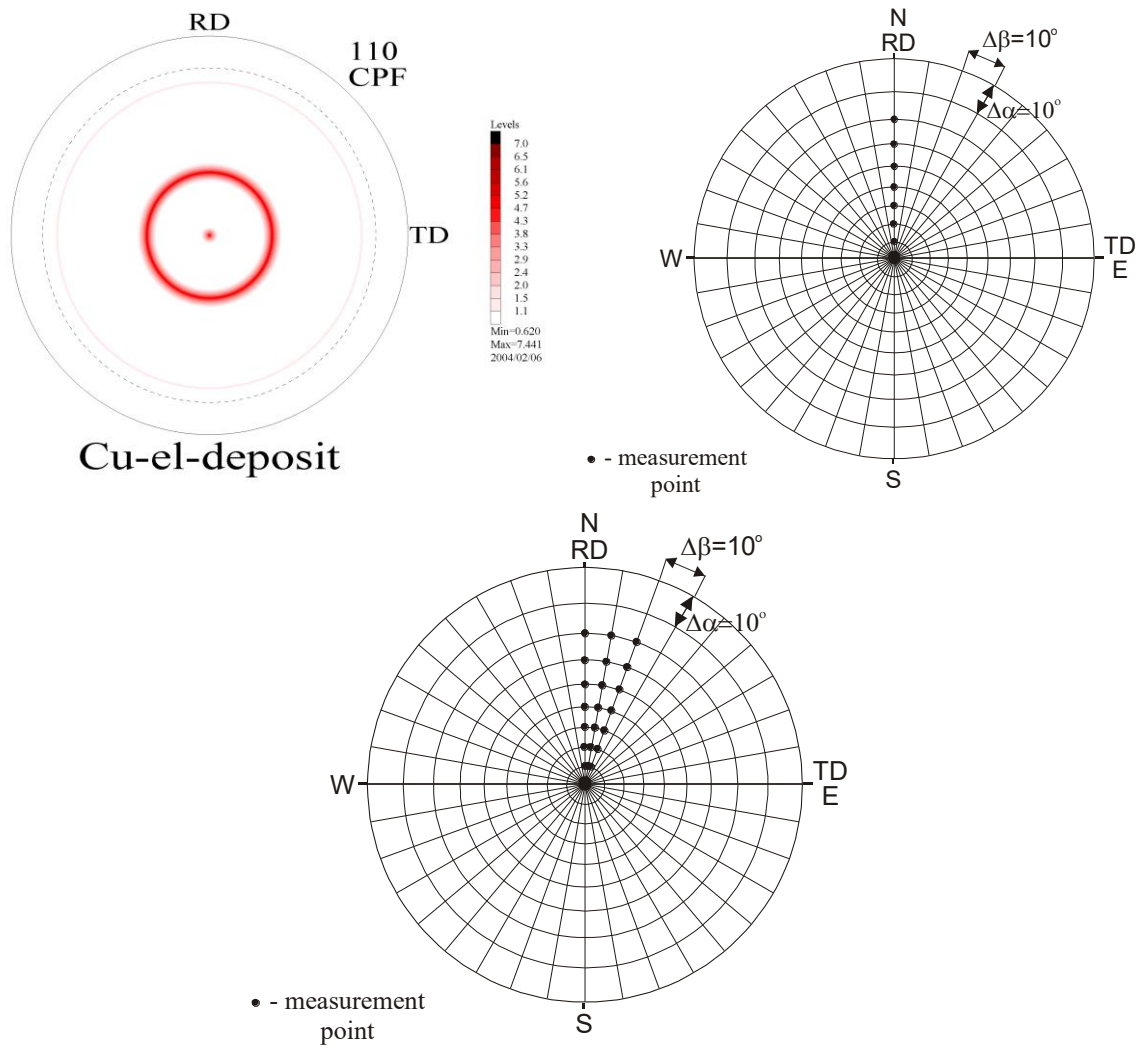 RD
110
CPF
TD
Levels
7.0
6.5
6.1
5.6
5.2
4.7
4.3
3.8
3.3
2.9
2.4
2.0
1.5
1.1
Min=0.620
Max=7.441
2004/02/06
Cu-el-deposit
N
RD
Δβ=10°
Δα=10°
W
TD
E
S
- measurement
point
N
RD
Δβ=10°
Δα=10°
W
TD
E
S
- measurement
point